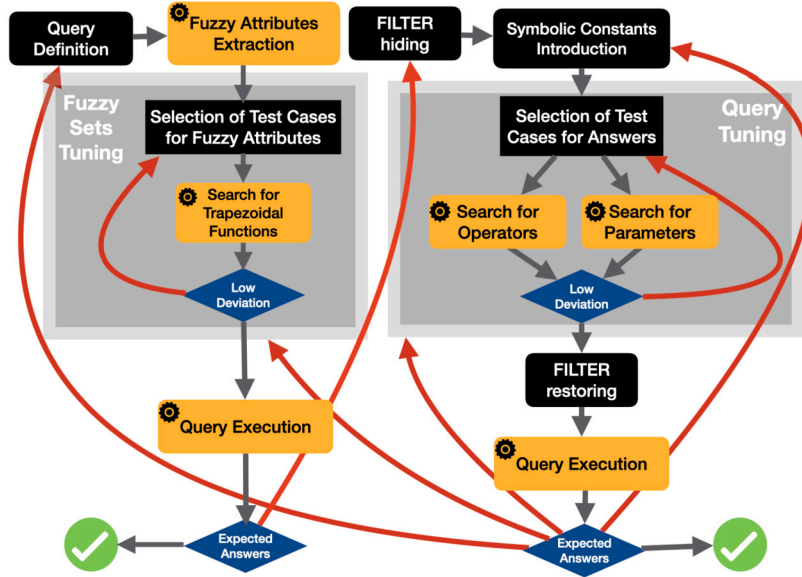 Query
Definition
Fuzzy Attributes
Extraction
Fuzzy
Sets
Tuning
Selection of Test Cases
for Fuzzy Attributes
Search for
Trapezoidal
Functions
Low
Deviation
Query Execution
Expected
Answers
FILTER
hiding
Symbolic Constants
Introduction
Query
Tuning
Selection of Test
Cases for Answers
Search for
Operators
Search for
Parameters
Low
Deviation
FILTER
restoring
Query Execution
Expected
Answers